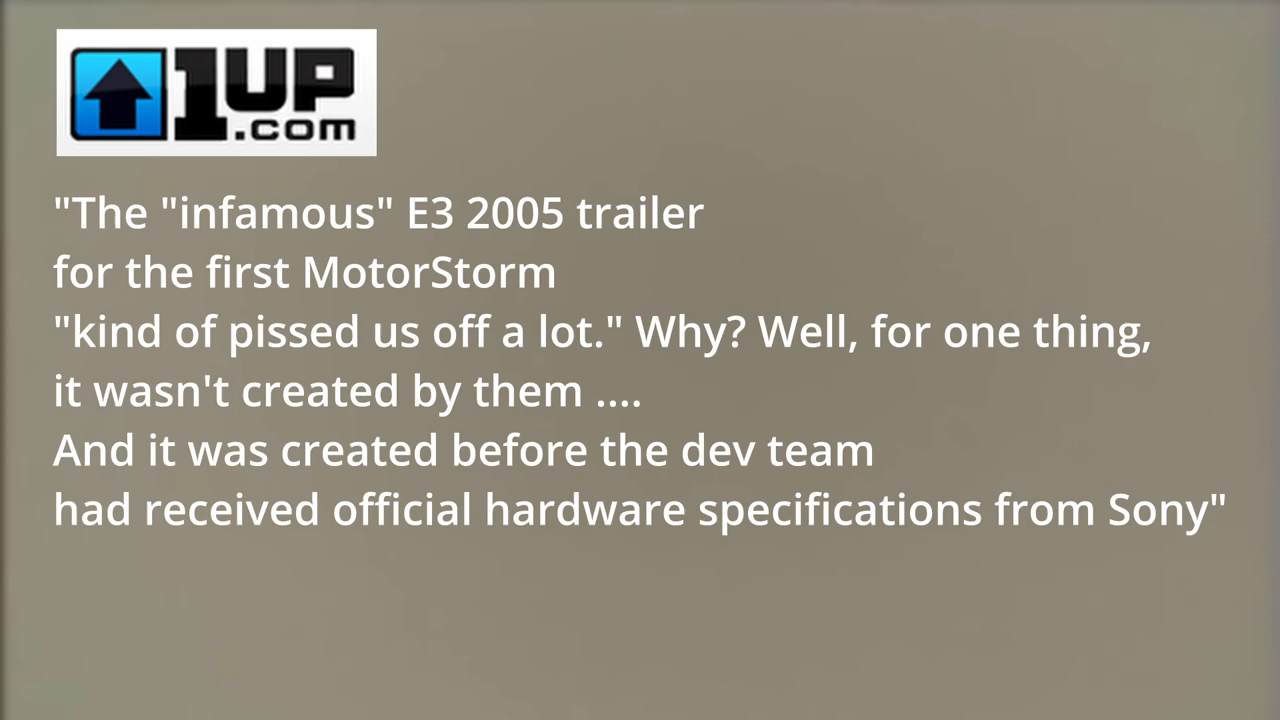 1UP
.com
"The "infamous" E3 2005 trailer
for the first MotorStorm
"kind of pissed us off a lot." Why? Well, for one thing,
it wasn't created by them ....
And it was created before the dev team
had received official hardware specifications from Sony"